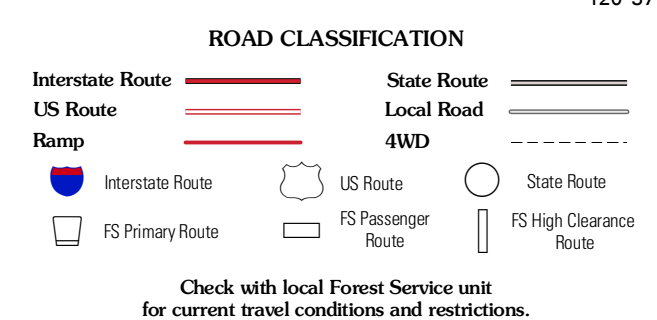 ROAD CLASSIFICATION
Interstate Route State Route
US Route Local Road
Ramp 4WD
Interstate Route US Route State Route
FS Primary Route
FS Passenger
Route
FS High Clearance
Route
Check with local Forest Service unit
for current travel conditions and restrictions.